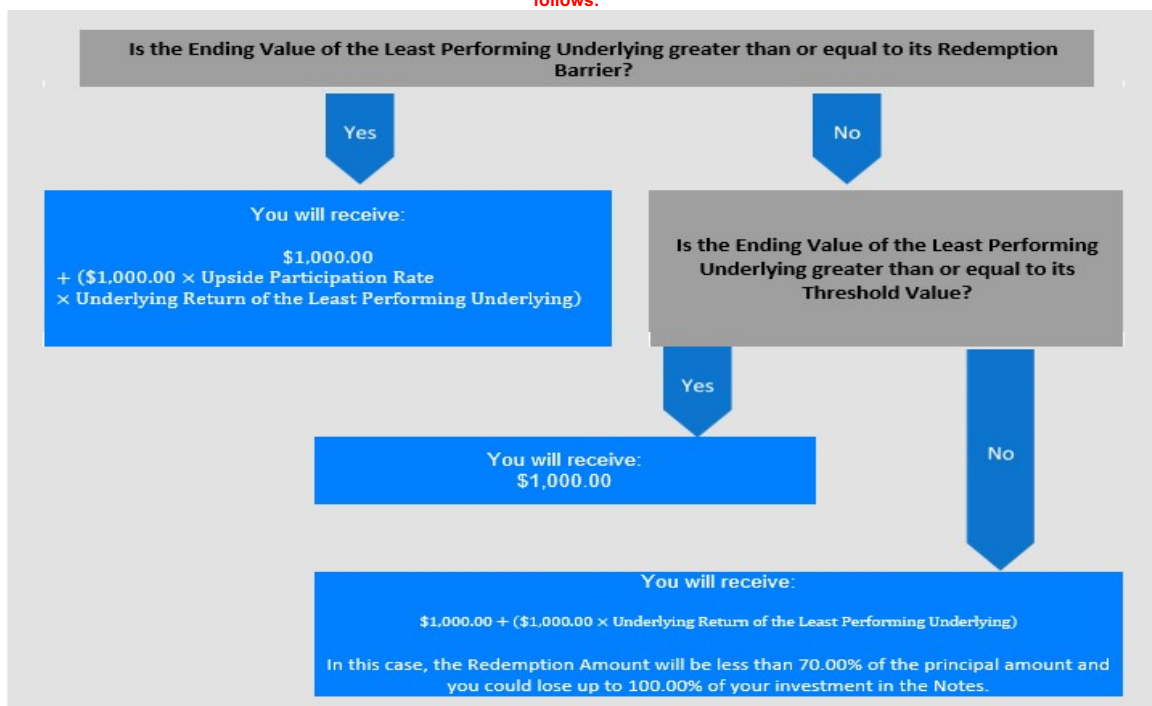 follows:
Is the Ending Value of the Least Performing Underlying greater than or equal to its Redemption
Barrier?
Yes
No
You will receive:
$1,000.00
+ ($1,000.00 × Upside Participation Rate
× Underlying Return of the Least Performing Underlying)
Is the Ending Value of the Least Performing
Underlying greater than or equal to its
Threshold Value?
Yes
No
You will receive:
$1,000.00
You will receive:
$1,000.00 + ($1,000.00 × Underlying Return of the Least Performing Underlying)
In this case, the Redemption Amount will be less than 70.00% of the principal amount and
you could lose up to 100.00% of your investment in the Notes.